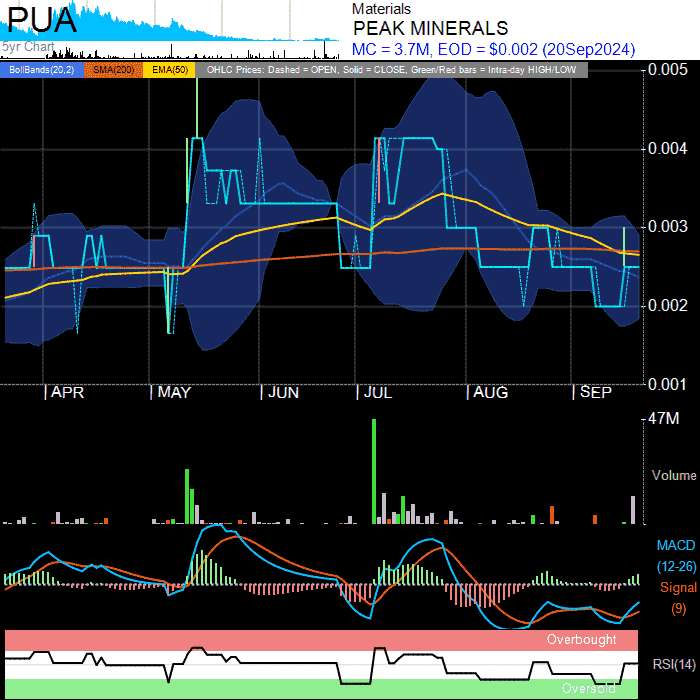 PUA
5yr Chart
Materials
PEAK MINERALS
MC = 3.7M, EOD = $0.002 (20Sep2024)
BollBands(20,2) SMA(200) EMA(50) OHLC Prices: Dashed = OPEN, Solid = CLOSE, Green/Red bars = Intra-day HIGH/LOW
0.005
0.004
0.003
0.002
0.001
APR MAY JUN JUL AUG SEP
47M
Volume
MACD
(12-26)
Signal
(9)
Overbought
RSI(14)
Oversold